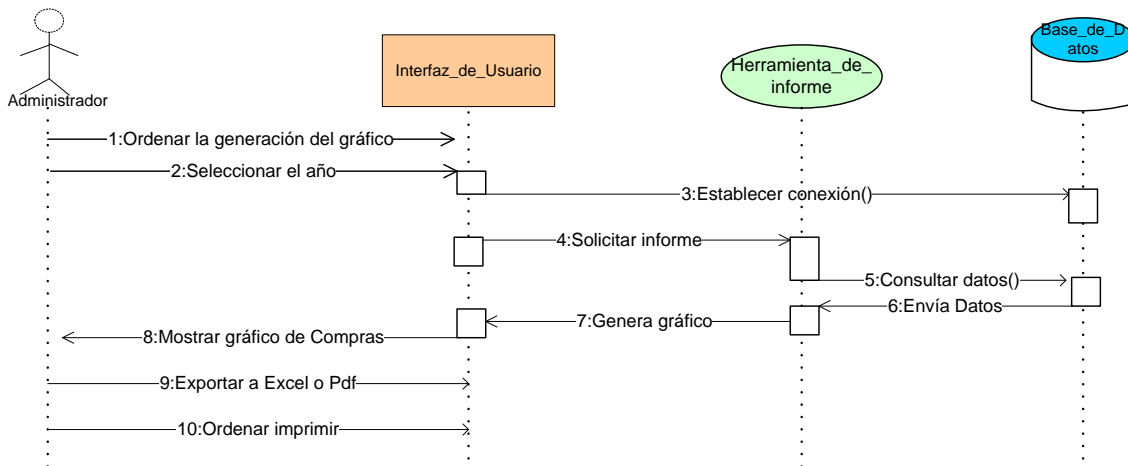 Administrador
Interfaz_de_Usuario
Herramienta_de_
informe
Base_de_D
atos
1:Ordenar la generación del gráfico
2:Seleccionar el año
3:Establecer conexión()
4:Solicitar informe
5:Consultar datos()
6:Envía Datos
7:Genera gráfico
8:Mostrar gráfico de Compras
9:Exportar a Excel o Pdf
10:Ordenar imprimir